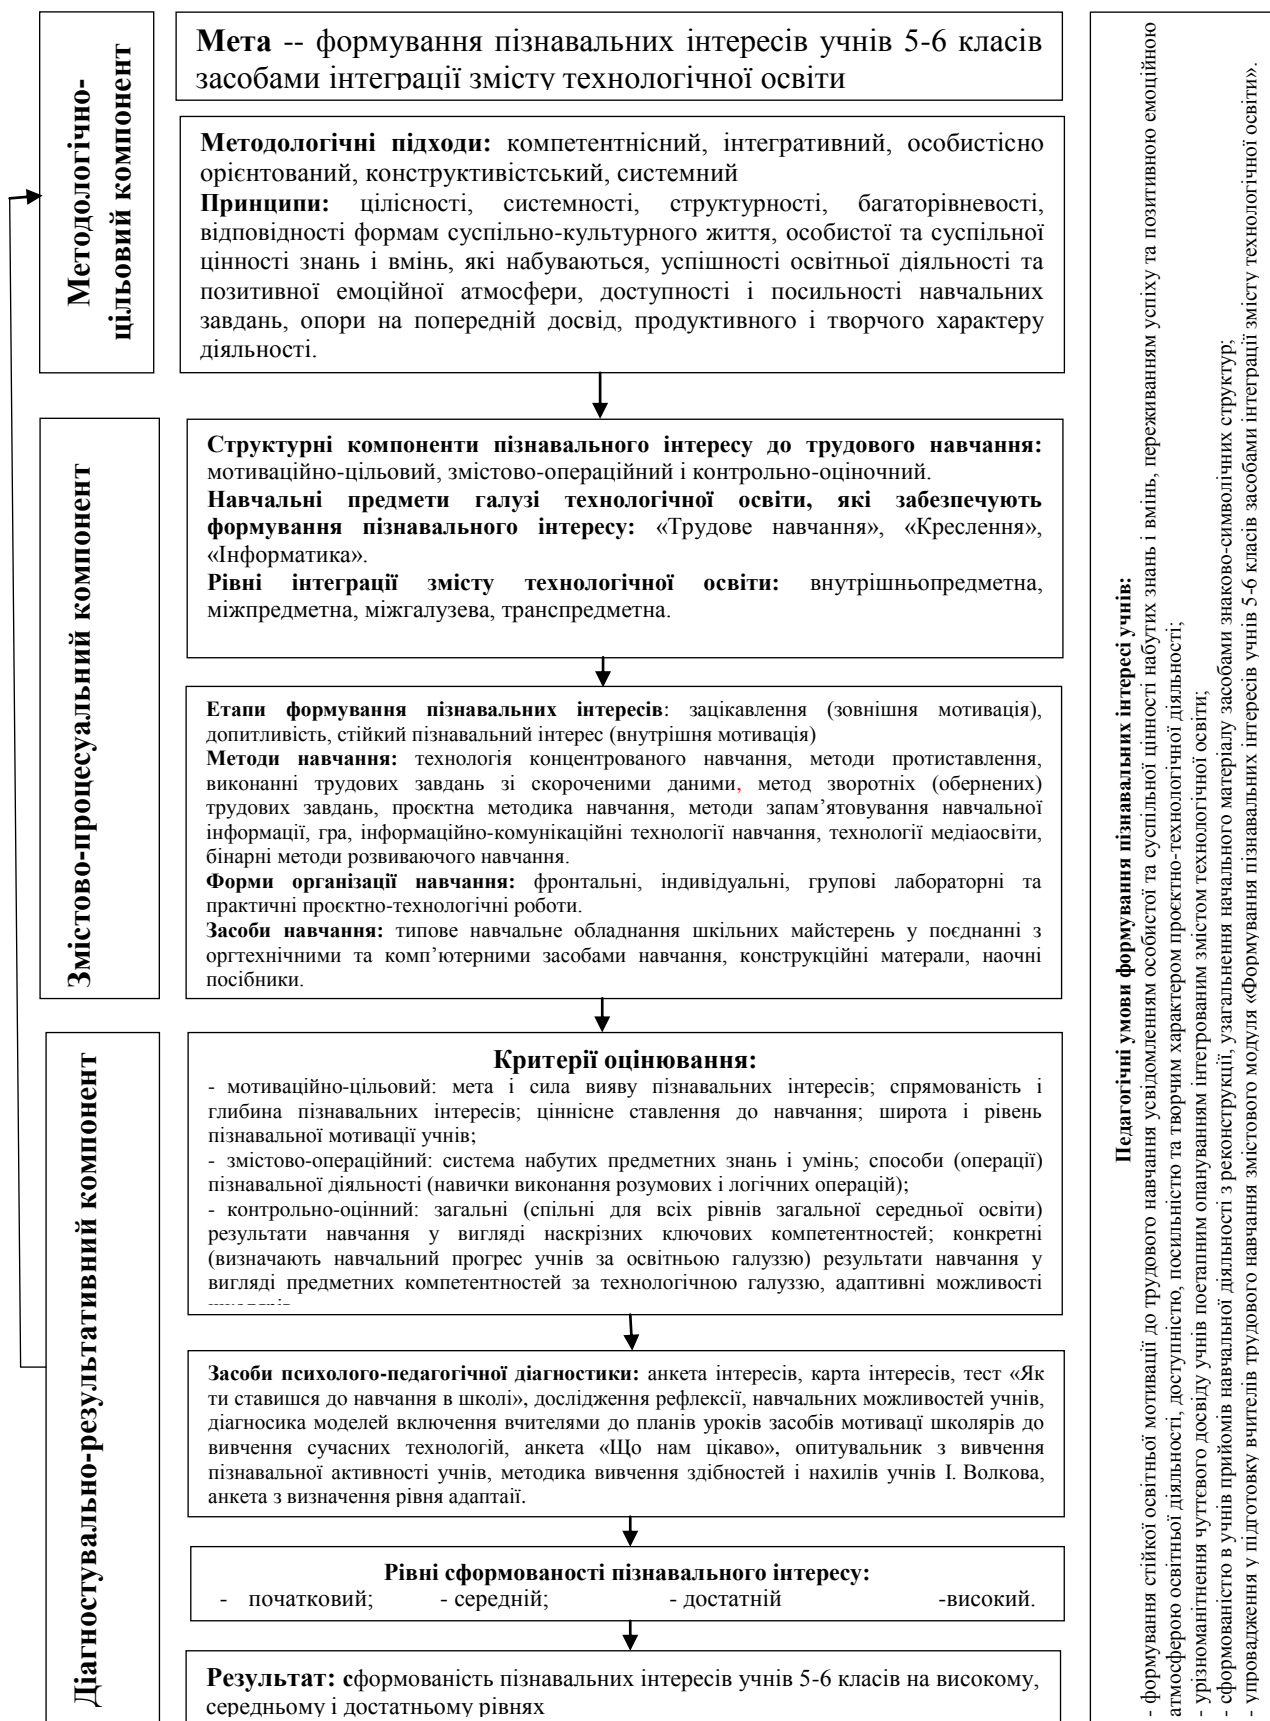 Методологічно-
цільовий компонент
Мета -- формування пізнавальних інтересів учнів 5-6 класів
засобами інтеграції змісту технологічної освіти
Методологічні підходи: компетентнісний, інтегративний, особистісно
орієнтований, конструктивістський, системний
Принципи: цілісності, системності, структурності, багаторівневості,
відповідності формам суспільно-культурного життя, особистої та суспільної
цінності знань і вмінь, які набуваються, успішності освітньої діяльності та
позитивної емоційної атмосфери, доступності і посильності навчальних
завдань, опори на попередній досвід, продуктивного і творчого характеру
діяльності.
Змістово-процесуальний компонент
Структурні компоненти пізнавального інтересу до трудового навчання:
мотиваційно-цільовий, змістово-операційний і контрольно-оціночний.
Навчальні предмети галузі технологічної освіти, які забезпечують
формування пізнавального інтересу: «Трудове навчання», «Креслення»,
«Інформатика».
Рівні інтеграції змісту технологічної освіти: внутрішньопредметна,
міжпредметна, міжгалузева, транспредметна.
Етапи формування пізнавальних інтересів: зацікавлення (зовнішня мотивація),
допитливість, стійкий пізнавальний інтерес (внутрішня мотивація)
Методи навчання: технологія концентрованого навчання, методи протиставлення,
виконанні трудових завдань зі скороченими даними, метод зворотніх (обернених)
трудових завдань, проєктна методика навчання, методи запам’ятовування навчальної
інформації, гра, інформаційно-комунікаційні технології навчання, технології медіаосвіти,
бінарні методи розвиваючого навчання.
Форми організації навчання: фронтальні, індивідуальні, групові лабораторні та
практичні проєктно-технологічні роботи.
Засоби навчання: типове навчальне обладнання шкільних майстерень у поєднанні з
оргтехнічними та комп’ютерними засобами навчання, конструкційні матерали, наочні
посібники.
Діагностувально-результативний компонент
Критерії оцінювання:
- мотиваційно-цільовий: мета і сила вияву пізнавальних інтересів; спрямованість і
глибина пізнавальних інтересів; ціннісне ставлення до навчання; широта і рівень
пізнавальної мотивації учнів;
- змістово-операційний: система набутих предметних знань і умінь; способи (операції)
пізнавальної діяльності (навички виконання розумових і логічних операцій);
- контрольно-оцінний: загальні (спільні для всіх рівнів загальної середньої освіти)
результати навчання у вигляді наскрізних ключових компетентностей; конкретні
(визначають навчальний прогрес учнів за освітньою галуззю) результати навчання у
вигляді предметних компетентностей за технологічною галуззю, адаптивні можливості
Засоби психолого-педагогічної діагностики: анкета інтересів, карта інтересів, тест «Як
ти ставишся до навчання в школі», дослідження рефлексії, навчальних можливостей учнів,
діагносика моделей включення вчителями до планів уроків засобів мотивації школярів до
вивчення сучасних технологій, анкета «Що нам цікаво», опитувальник з вивчення
пізнавальної активності учнів, методика вивчення здібностей і нахилів учнів І. Волкова,
анкета з визначення рівня адаптаії.
Рівні сформованості пізнавального інтересу:
- початковий; - середній; - достатній -високий.
Результат: сформованість пізнавальних інтересів учнів 5-6 класів на високому,
середньому і достатньому рівнях
Педагогічні умови формування пізнавальних інтересі учнів:
- формування стійкої освітньої мотивації до трудового навчання усвідомленням особистої та суспільної цінності набутих знань і вмінь, переживанням успіху та позитивною емоційною
атмосферою освітньої діяльності, доступністю, посильністю та творчим характером проєктно-технологічної діяльності;
- урізноманітнення чуттєвого досвіду учнів поетапним опануванням інтегрованим змістом технологічної освіти;
- сформованістю в учнів прийомів навчальної діяльності з реконструкції, узагальнення начального матеріалу засобами знаково-символічних структур;
- упровадження у підготовку вчителів трудового навчання змістового модуля «Формування пізнавальних інтересів учнів 5-6 класів засобами інтеграції змісту технологічної освіти».